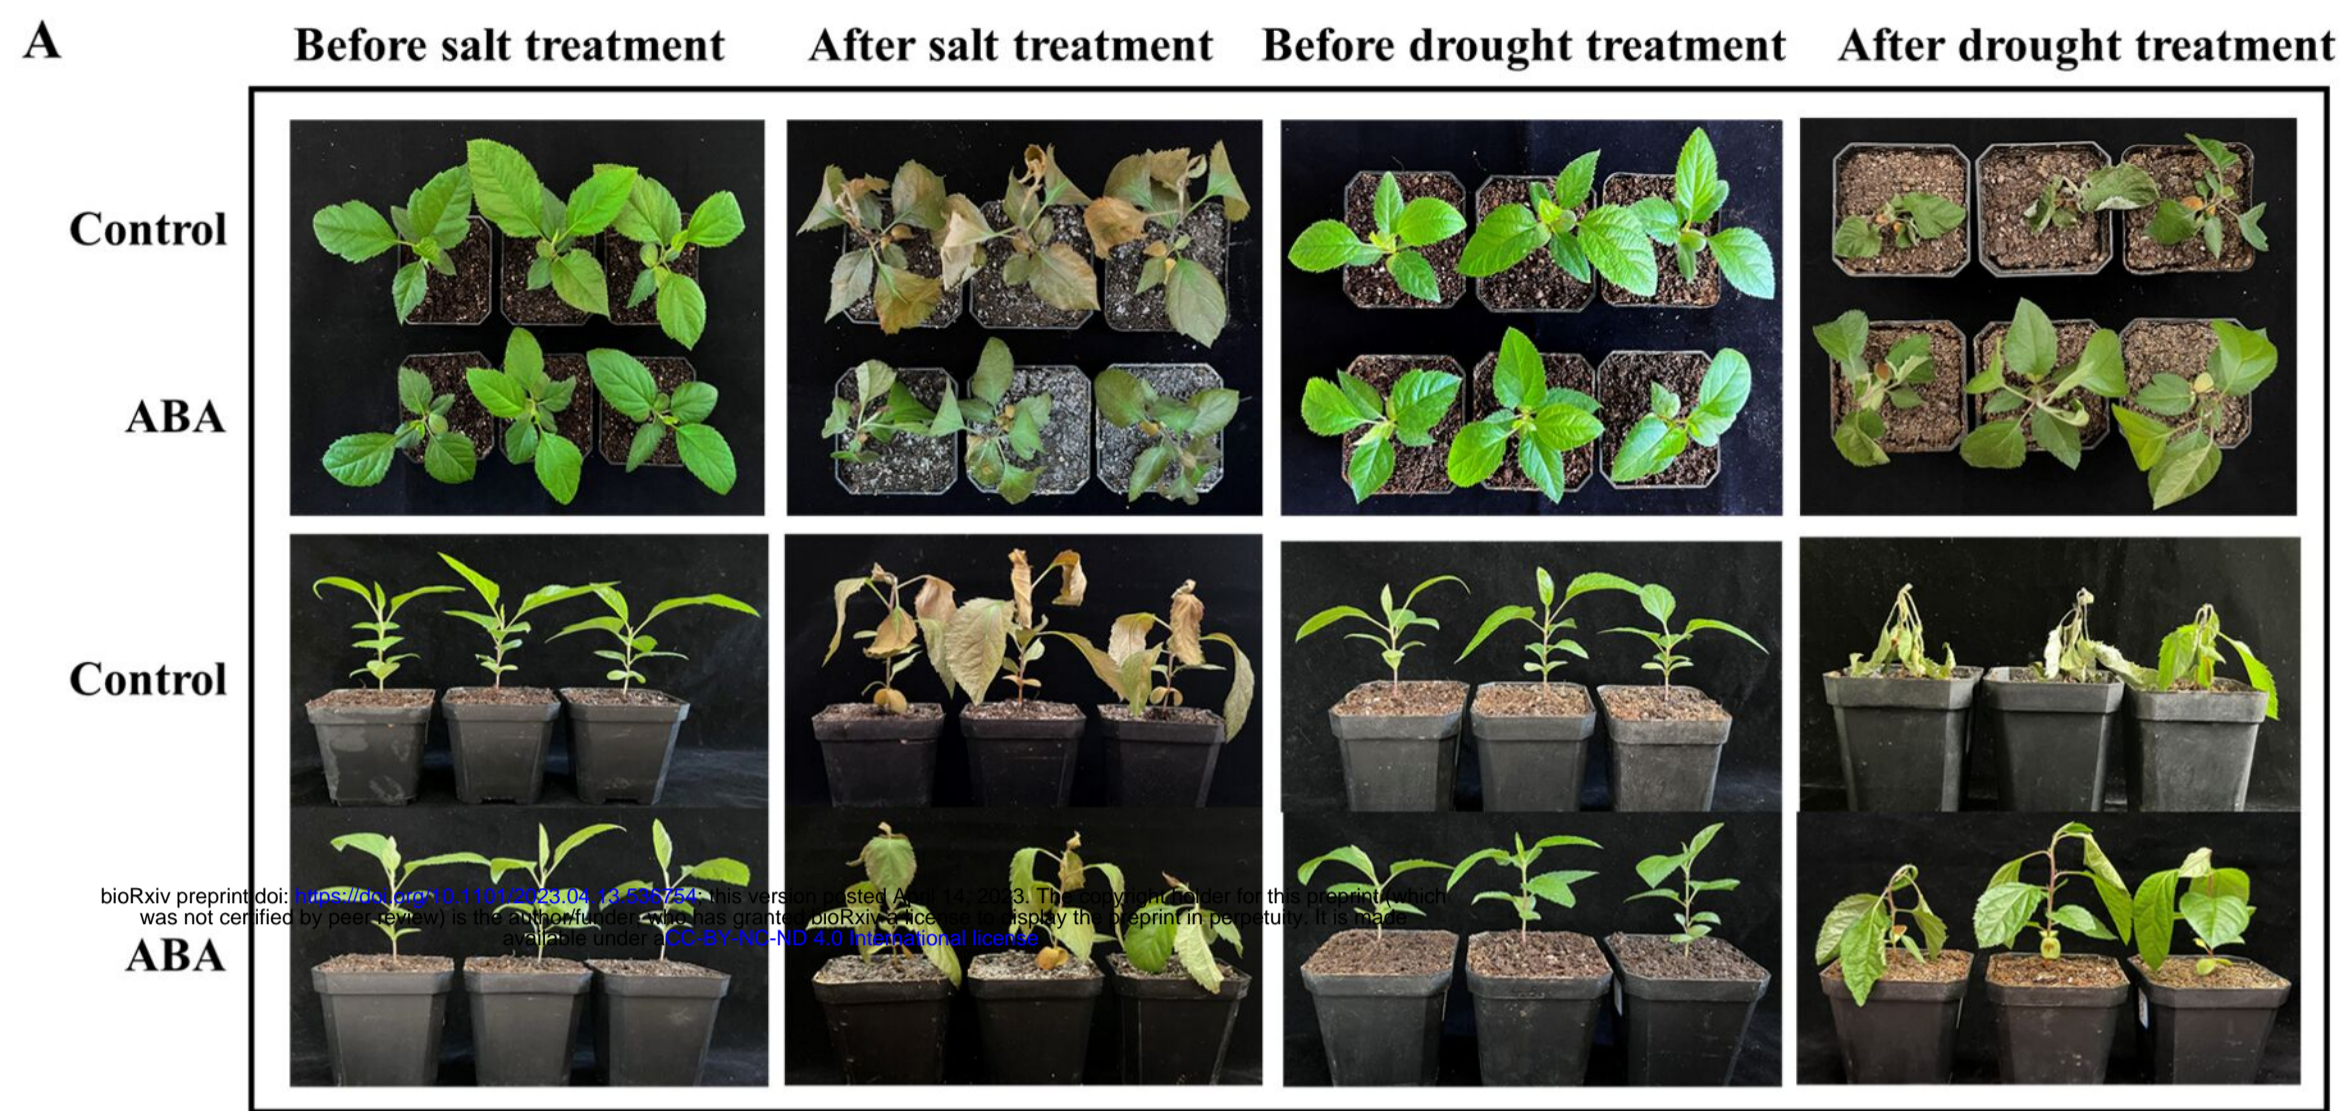 A
Before salt treatment
After salt treatment
Before drought treatment
After drought treatment
Control
ABA
Control
ABA
bioRxiv preprint doi: https://doi.org/10.1101/2023.04.13.536754; this version posted April 14, 2023. The copyright holder for this preprint (which
was not certified by peer review) is the author/funder, who has granted bioRxiv a license to display the preprint in perpetuity. It is made
available under aCC-BY-NC-ND 4.0 International license